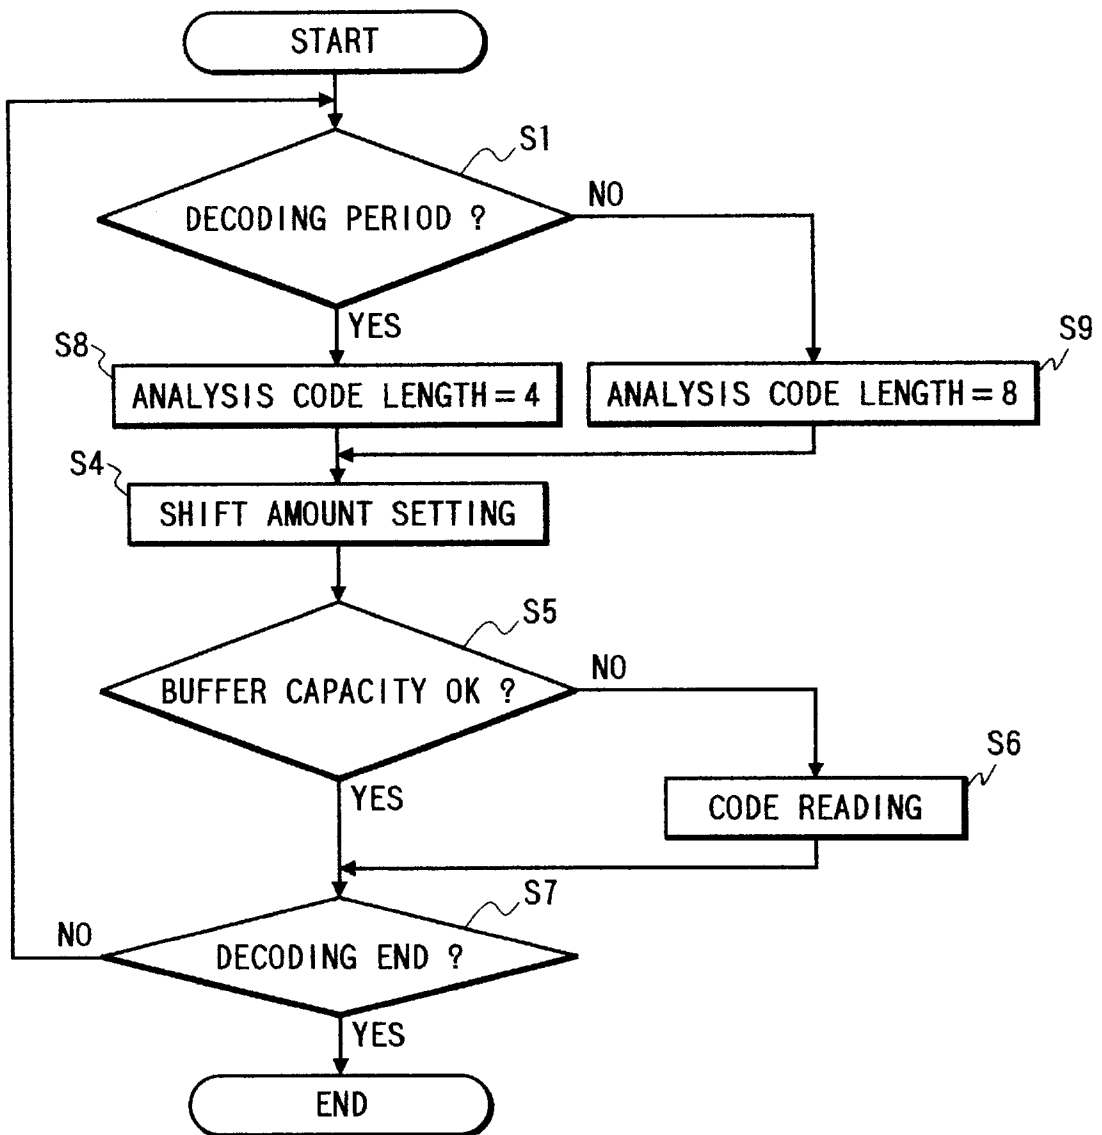 START
S1
DECODING PERIOD ?
NO
YES
S8
S9
ANALYSIS CODE LENGTH = 4
ANALYSIS CODE LENGTH = 8
S4
SHIFT AMOUNT SETTING
S5
BUFFER CAPACITY OK ?
NO
S6
YES
CODE READING
S7
NO
DECODING END ?
YES
END